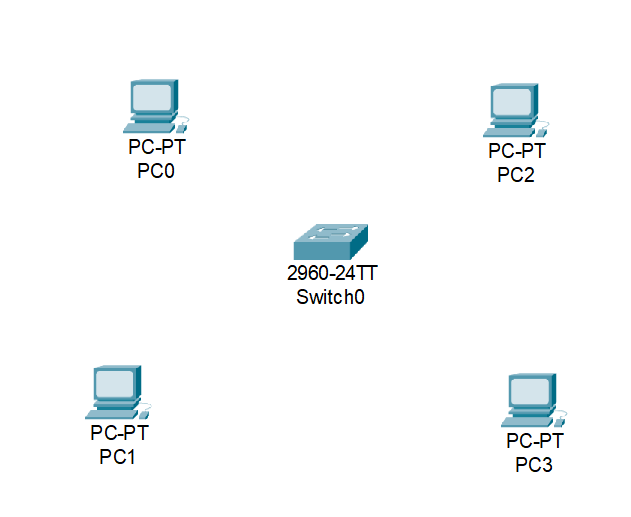 PC-PT
PC0
PC-PT
PC2
2960-24TT
Switch0
PC-PT
PC1
PC-PT
PC3